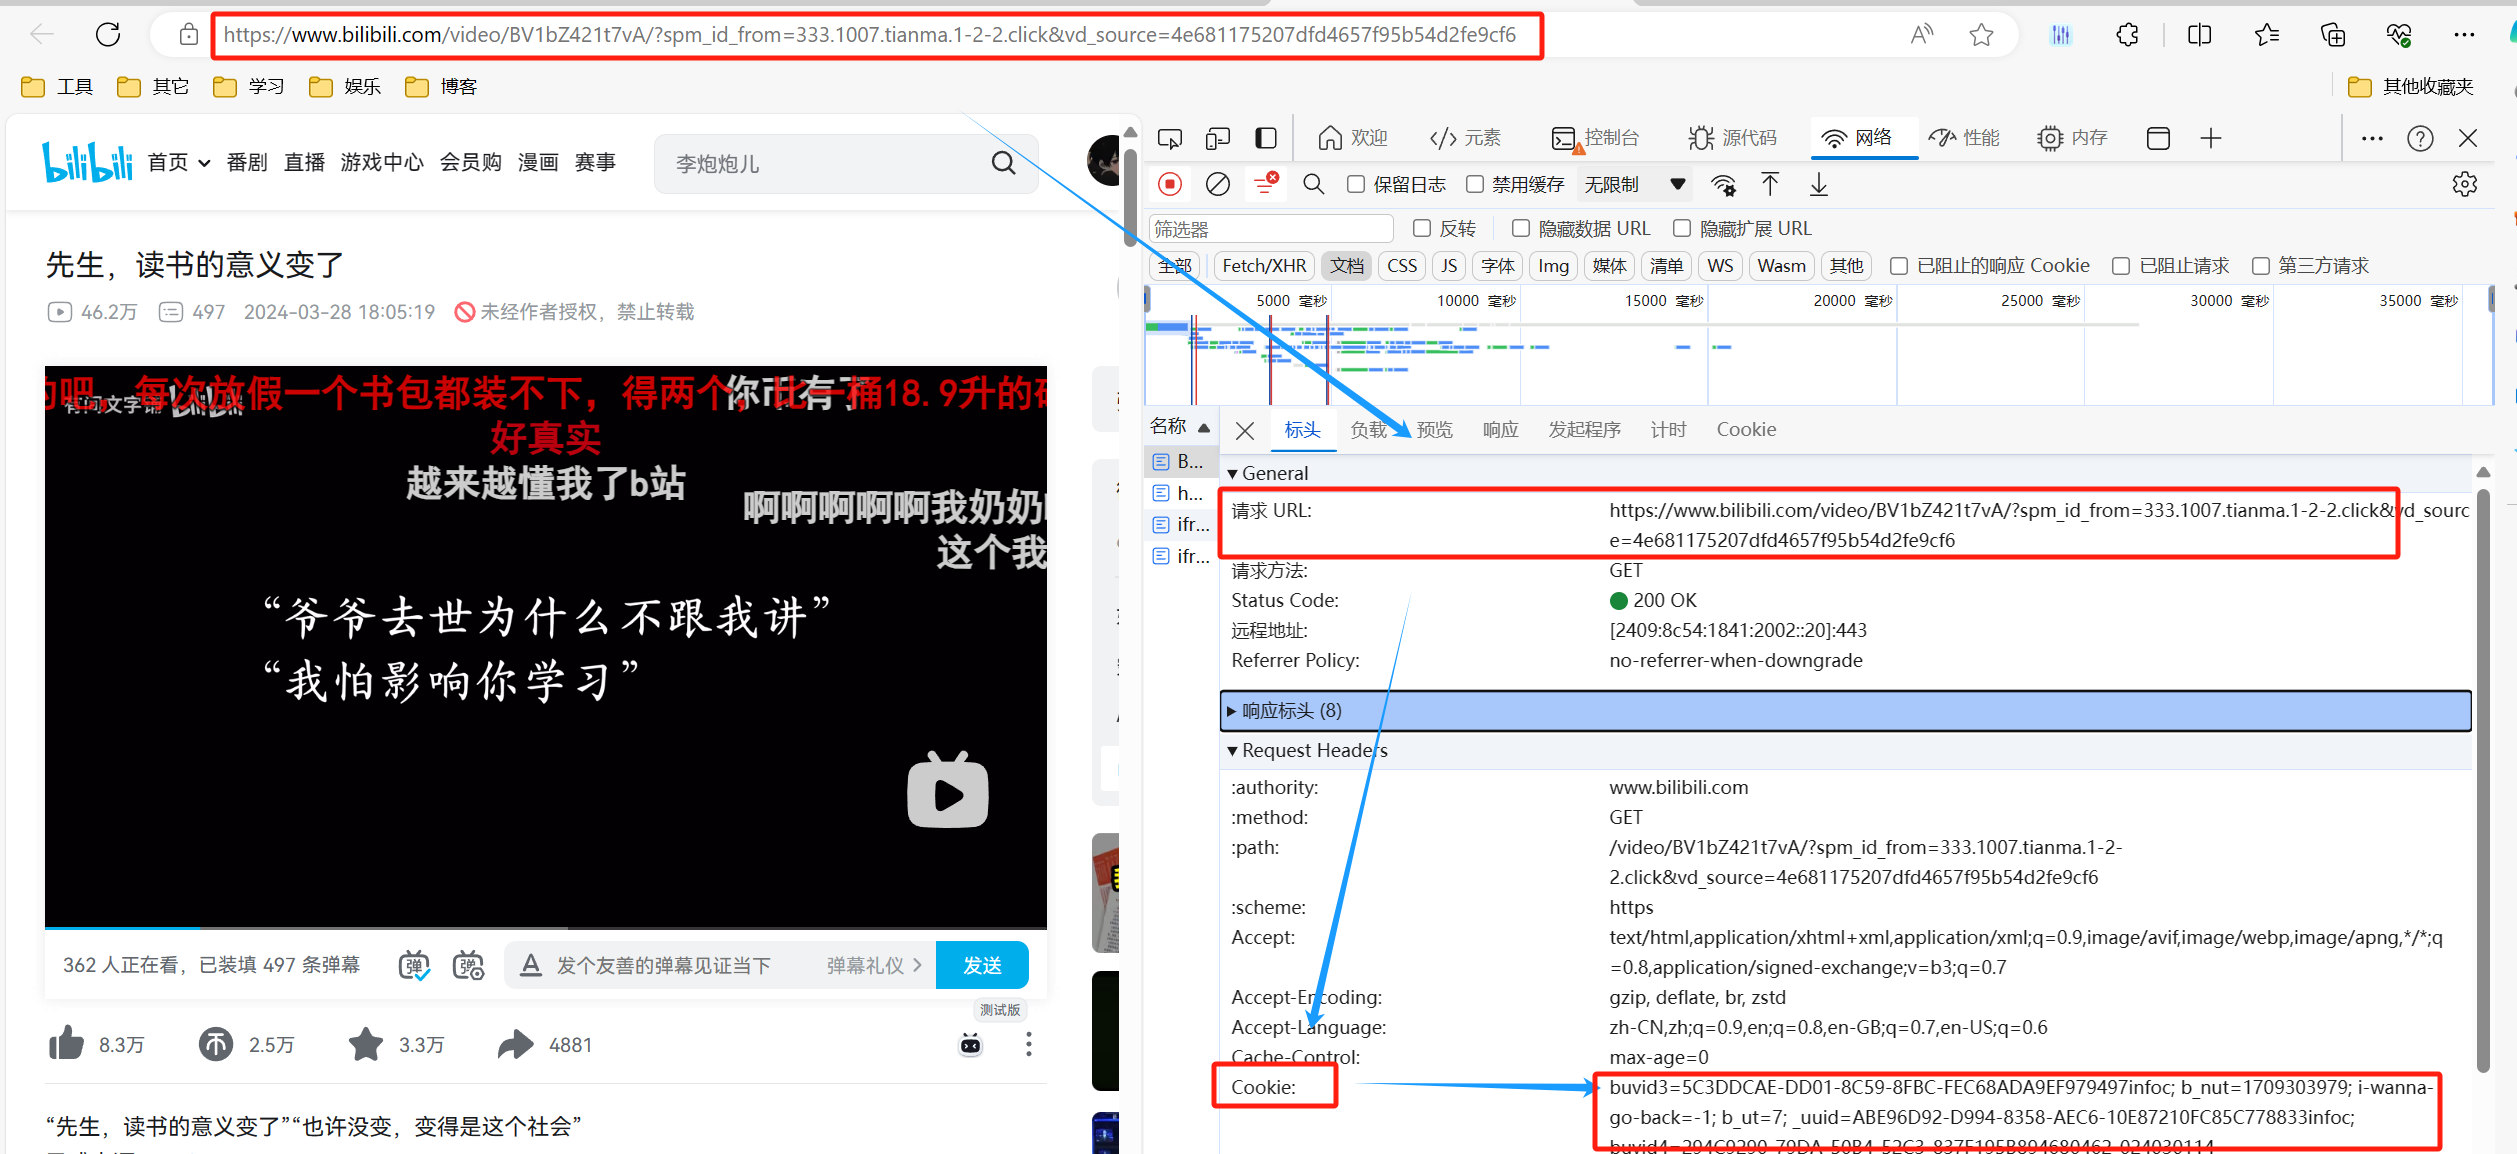 https://www.bilibili.com/video/BV1bZ421t7vA/?spm_id_from=333.1007.tianma.1-2-2.click&vd_source=4e681175207dfd4657f95b54d2fe9cf6
工具 其它 学习 娱乐 博客 其他收藏夹
bilibili 首页 番剧 直播 游戏中心 会员购 漫画 赛事 李炮炮儿
先生，读书的意义变了
46.2万 497 2024-03-28 18:05:19 未经作者授权，禁止转载
每次放假一个书包都装不下，得两个，比一桶18.9升的
好真实
越来越懂我了b站
啊啊啊啊啊我奶奶
这个我
“爷爷去世为什么不跟我讲”
“我怕影响你学习”
362 人正在看，已装填 497 条弹幕 发个友善的弹幕见证当下 弹幕礼仪 > 发送
测试版
8.3万 2.5万 3.3万 4881
“先生，读书的意义变了”“也许没变，变得是这个社会”
欢迎 元素 控制台 源代码 网络 性能 内存
保留日志 禁用缓存 无限制
筛选器 反转 隐藏数据 URL 隐藏扩展 URL
全部 Fetch/XHR 文档 CSS JS 字体 Img 媒体 清单 WS Wasm 其他 已阻止的响应 Cookie 已阻止请求 第三方请求
5000 毫秒 10000 毫秒 15000 毫秒 20000 毫秒 25000 毫秒 30000 毫秒 35000 毫秒
名称 标头 负载 预览 响应 发起程序 计时 Cookie
B...
h...
ifr...
ifr...
General
请求 URL: https://www.bilibili.com/video/BV1bZ421t7vA/?spm_id_from=333.1007.tianma.1-2-2.click&vd_sourc
e=4e681175207dfd4657f95b54d2fe9cf6
请求方法: GET
Status Code: 200 OK
远程地址: [2409:8c54:1841:2002::20]:443
Referrer Policy: no-referrer-when-downgrade
响应标头 (8)
Request Headers
:authority: www.bilibili.com
:method: GET
:path: /video/BV1bZ421t7vA/?spm_id_from=333.1007.tianma.1-2-
2.click&vd_source=4e681175207dfd4657f95b54d2fe9cf6
:scheme: https
Accept: text/html,application/xhtml+xml,application/xml;q=0.9,image/avif,image/webp,image/apng,*/*;q
=0.8,application/signed-exchange;v=b3;q=0.7
Accept-Encoding: gzip, deflate, br, zstd
Accept-Language: zh-CN,zh;q=0.9,en;q=0.8,en-GB;q=0.7,en-US;q=0.6
Cache-Control: max-age=0
Cookie: buvid3=5C3DDCAE-DD01-8C59-8FBC-FEC68ADA9EF979497infoc; b_nut=1709303979; i-wanna-
go-back=-1; b_ut=7; _uuid=ABE96D92-D994-8358-AEC6-10E87210FC85C778833infoc;
buvid4=294C9290-79DA-50B4-52C3-837F195B894680462-024030114-